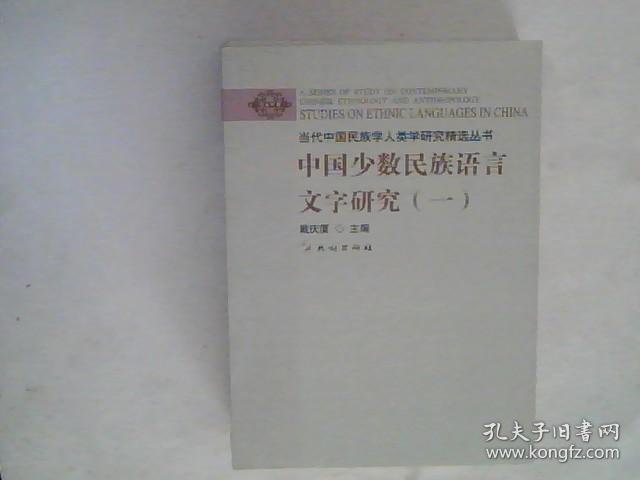 A SERIES OF STUDY ON CONTEMPORARY
CHINESE ETHNOLOGY AND ANTHROPOLOGY
STUDIES ON ETHNIC LANGUAGES IN CHINA
当代中国民族学人类学研究精选丛书
中国少数民族语言
文字研究（一）
戴庆厦 ◇ 主编
出版社
孔夫子旧书网
www.kongfz.com